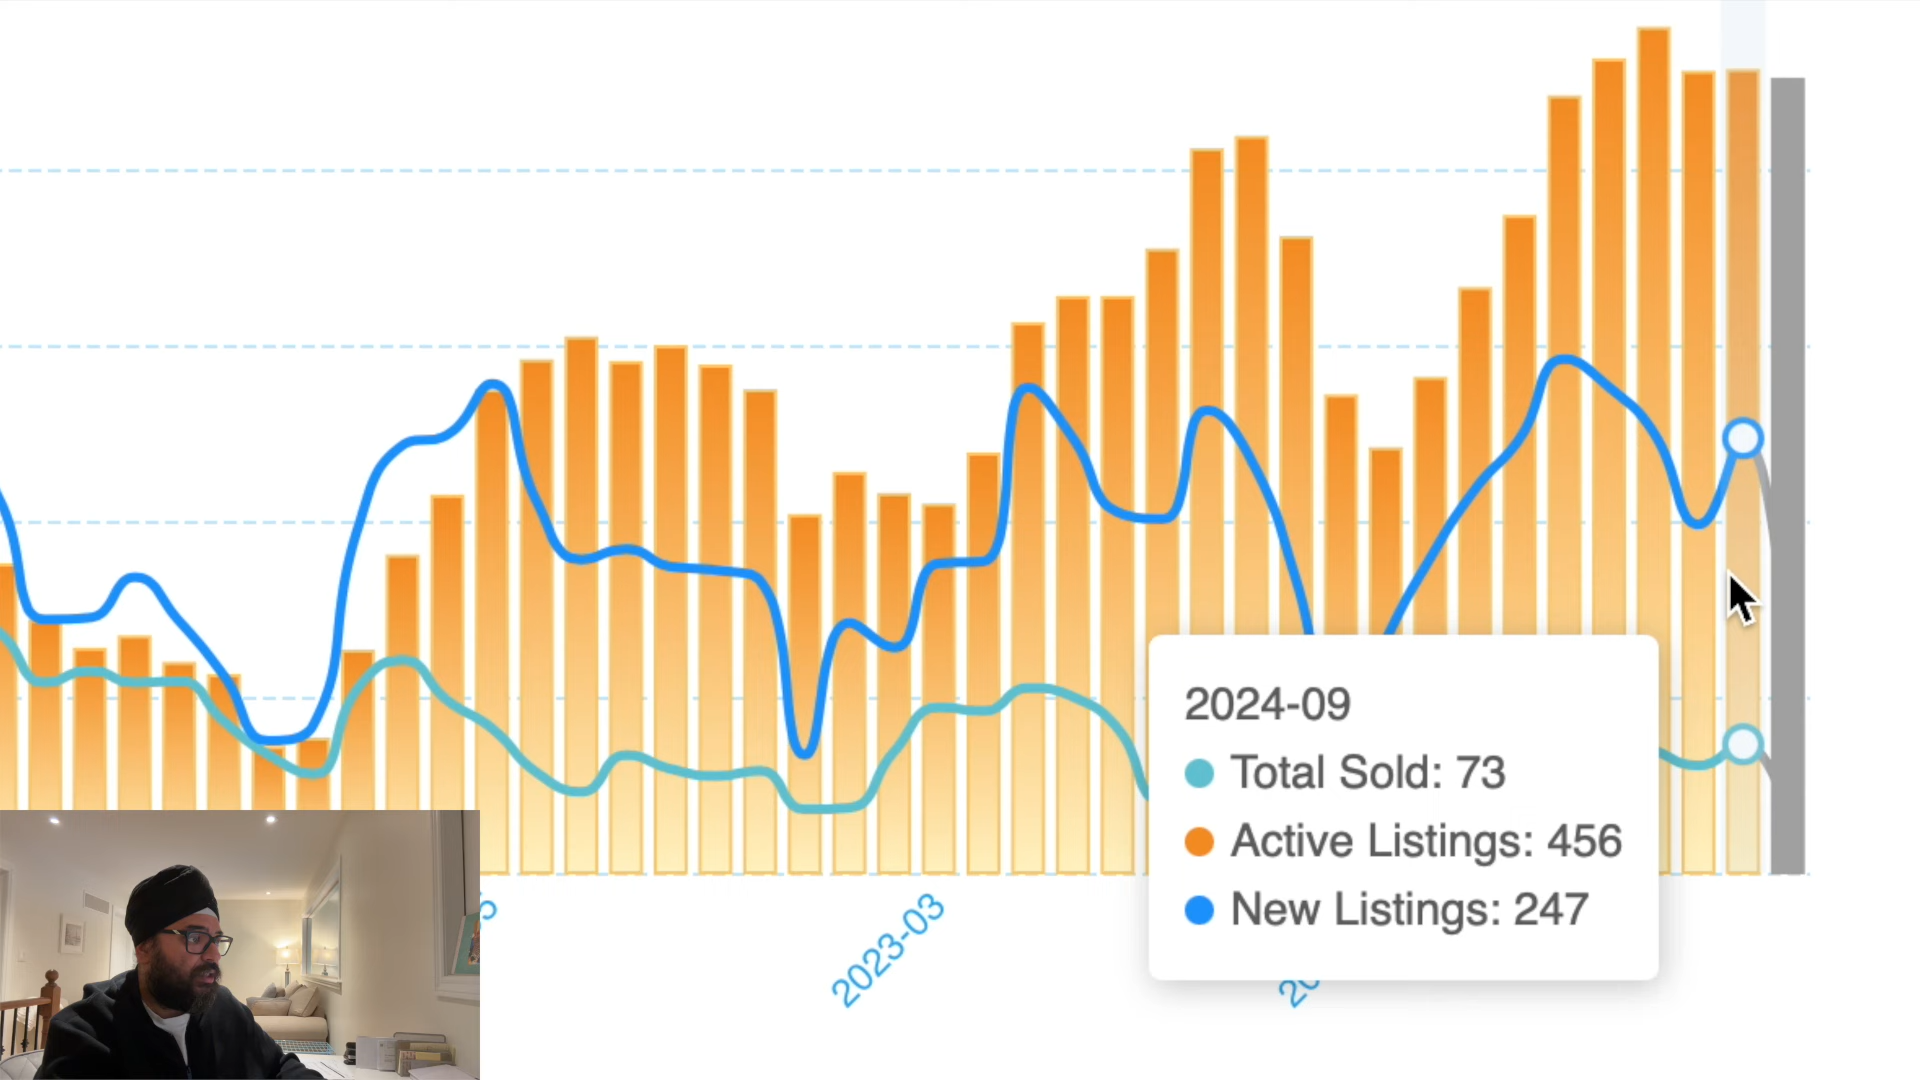 2024-09
Total Sold: 73
Active Listings: 456
New Listings: 247
2023-03